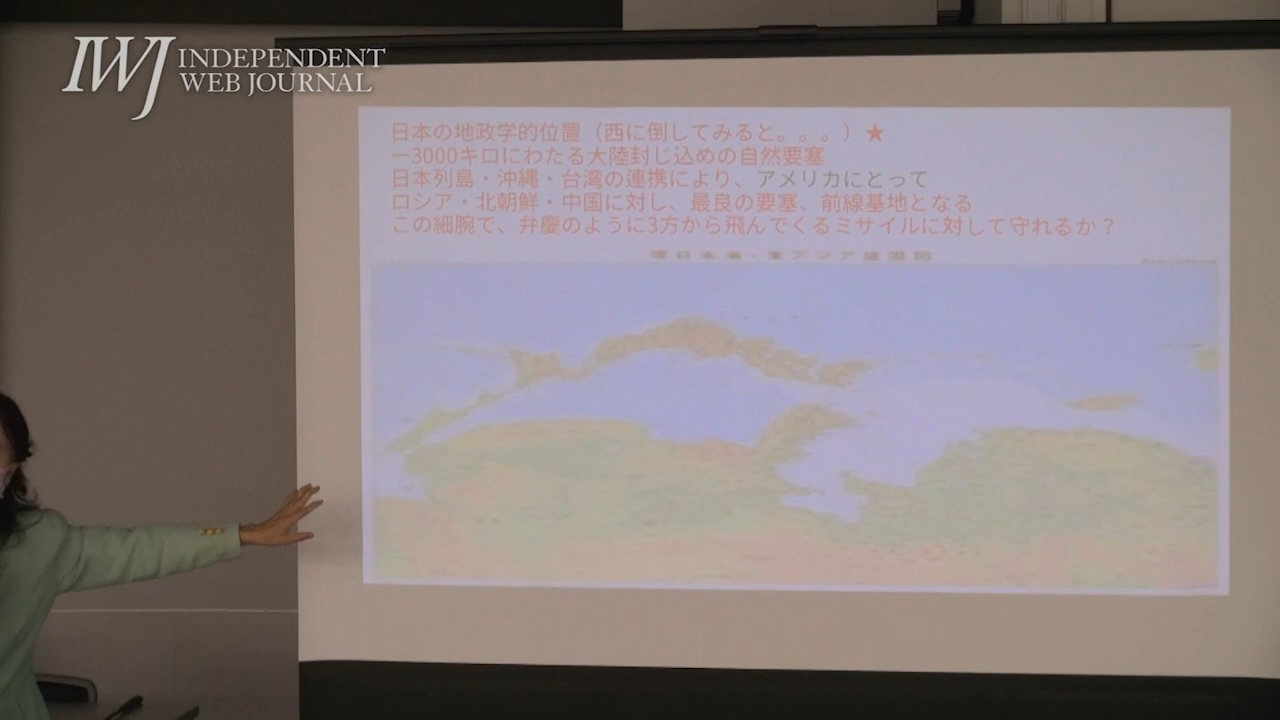 IWJ INDEPENDENT
WEB JOURNAL
日本の地政学的位置（西に倒してみると。。。）★
ー3000キロにわたる大陸封じ込めの自然要塞
日本列島・沖縄・台湾の連携により、アメリカにとって
ロシア・北朝鮮・中国に対し、最良の要塞、前線基地となる
この細腕で、弁慶のように3方から飛んでくるミサイルに対して守れるか？